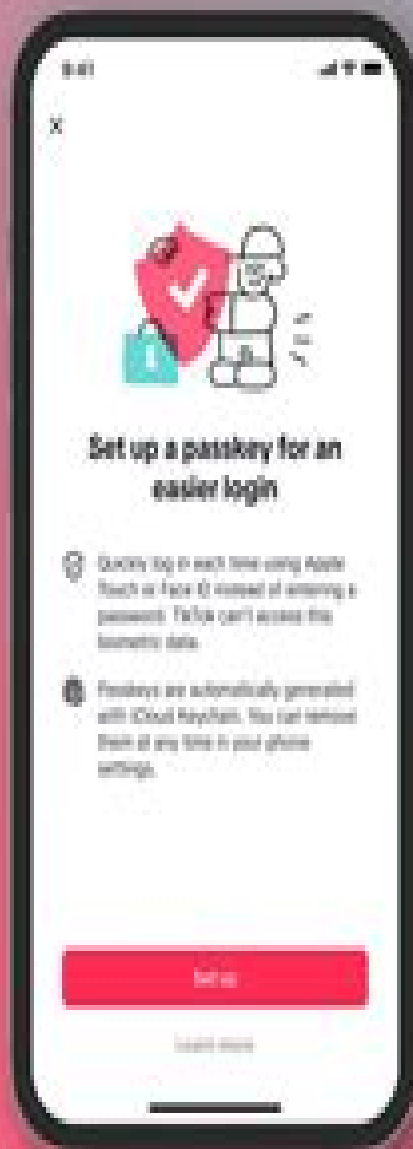 9:41
X
Set up a passkey for an
easier login
Quickly log in each time using Apple
Touch or Face ID instead of entering a
password. TikTok can't access this
biometric data.
Passkeys are automatically generated
with iCloud Keychain. You can remove
them at any time in your phone
settings.
Set up
Learn more